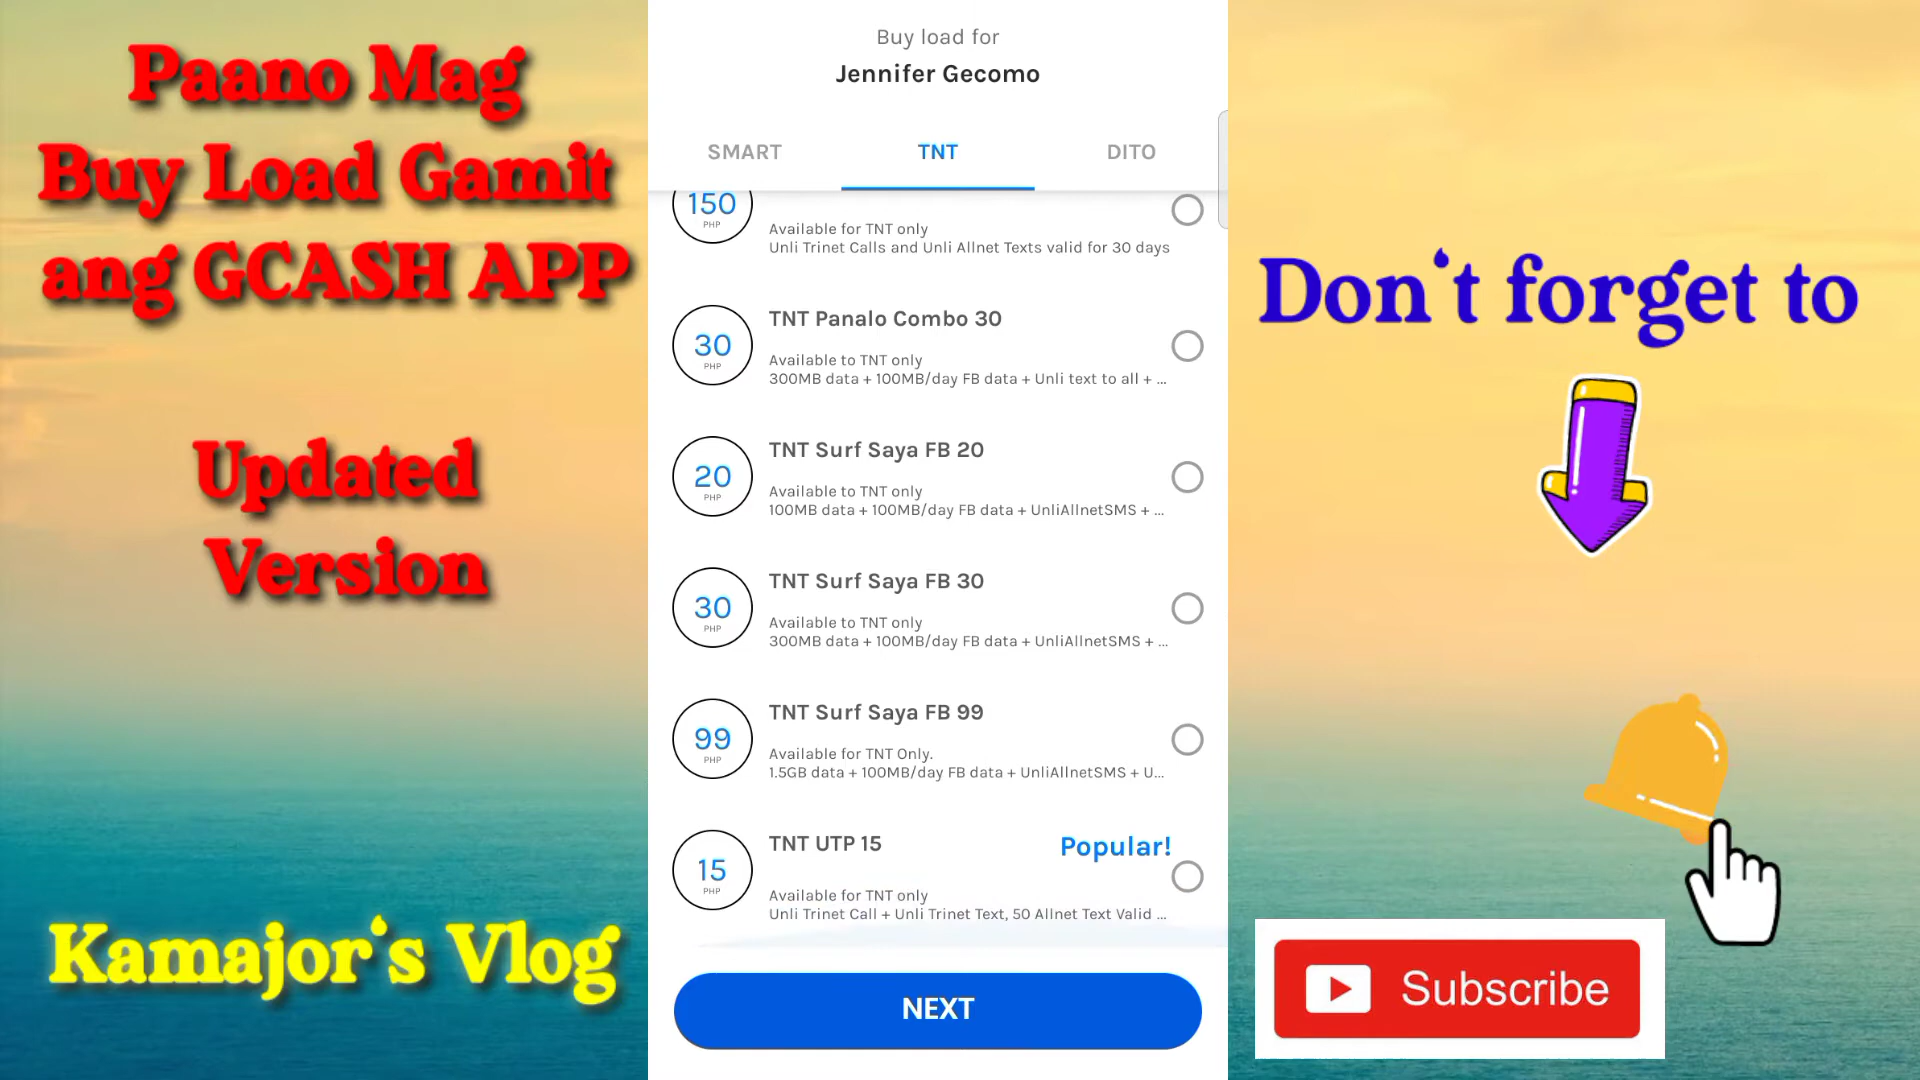 Paano Mag
Buy Load Gamit
ang GCASH APP
Updated
Version
Kamajor's Vlog
Buy load for
Jennifer Gecomo
SMART TNT DITO
150
PHP
Available for TNT only
Unli Trinet Calls and Unli Allnet Texts valid for 30 days
30
PHP
TNT Panalo Combo 30
Available to TNT only
300MB data + 100MB/day FB data + Unli text to all + ...
20
PHP
TNT Surf Saya FB 20
Available to TNT only
100MB data + 100MB/day FB data + UnliAllnetSMS + ...
30
PHP
TNT Surf Saya FB 30
Available to TNT only
300MB data + 100MB/day FB data + UnliAllnetSMS + ...
99
PHP
TNT Surf Saya FB 99
Available for TNT Only.
1.5GB data + 100MB/day FB data + UnliAllnetSMS + U...
15
PHP
TNT UTP 15
Popular!
Available for TNT only
Unli Trinet Call + Unli Trinet Text, 50 Allnet Text Valid ...
NEXT
Don't forget to
Subscribe